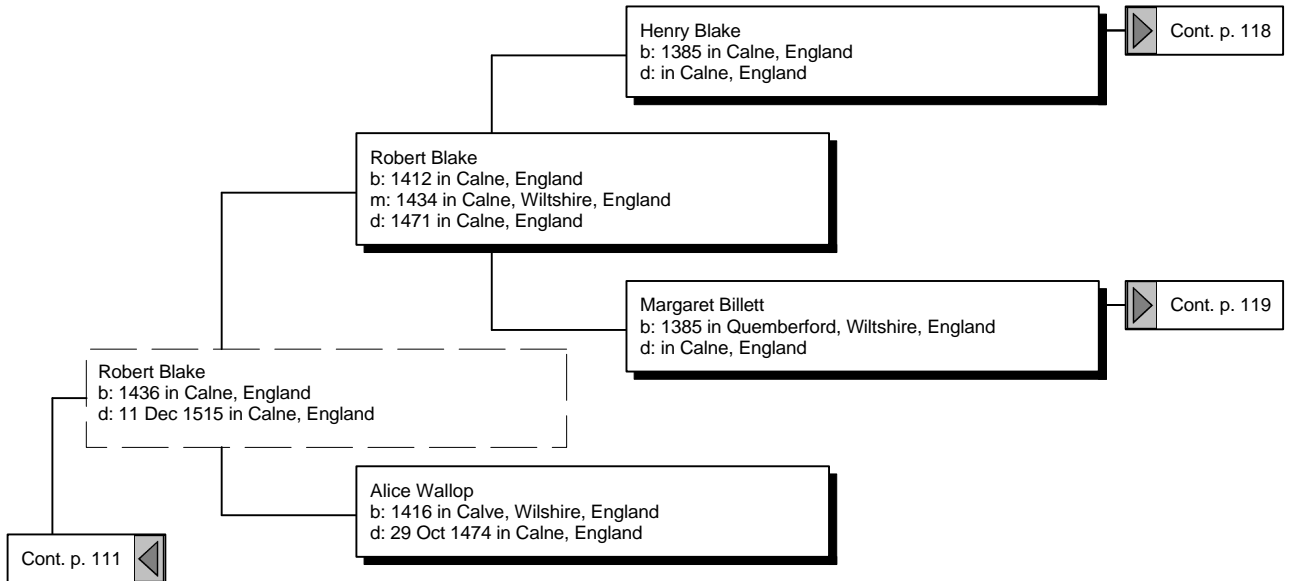 Henry Blake
b: 1385 in Calne, England
d: in Calne, England
Cont. p. 118
Robert Blake
b: 1412 in Calne, England
m: 1434 in Calne, Wiltshire, England
d: 1471 in Calne, England
Margaret Billett
b: 1385 in Quemberford, Wiltshire, England
d: in Calne, England
Cont. p. 119
Robert Blake
b: 1436 in Calne, England
d: 11 Dec 1515 in Calne, England
Alice Wallop
b: 1416 in Calve, Wilshire, England
d: 29 Oct 1474 in Calne, England
Cont. p. 111